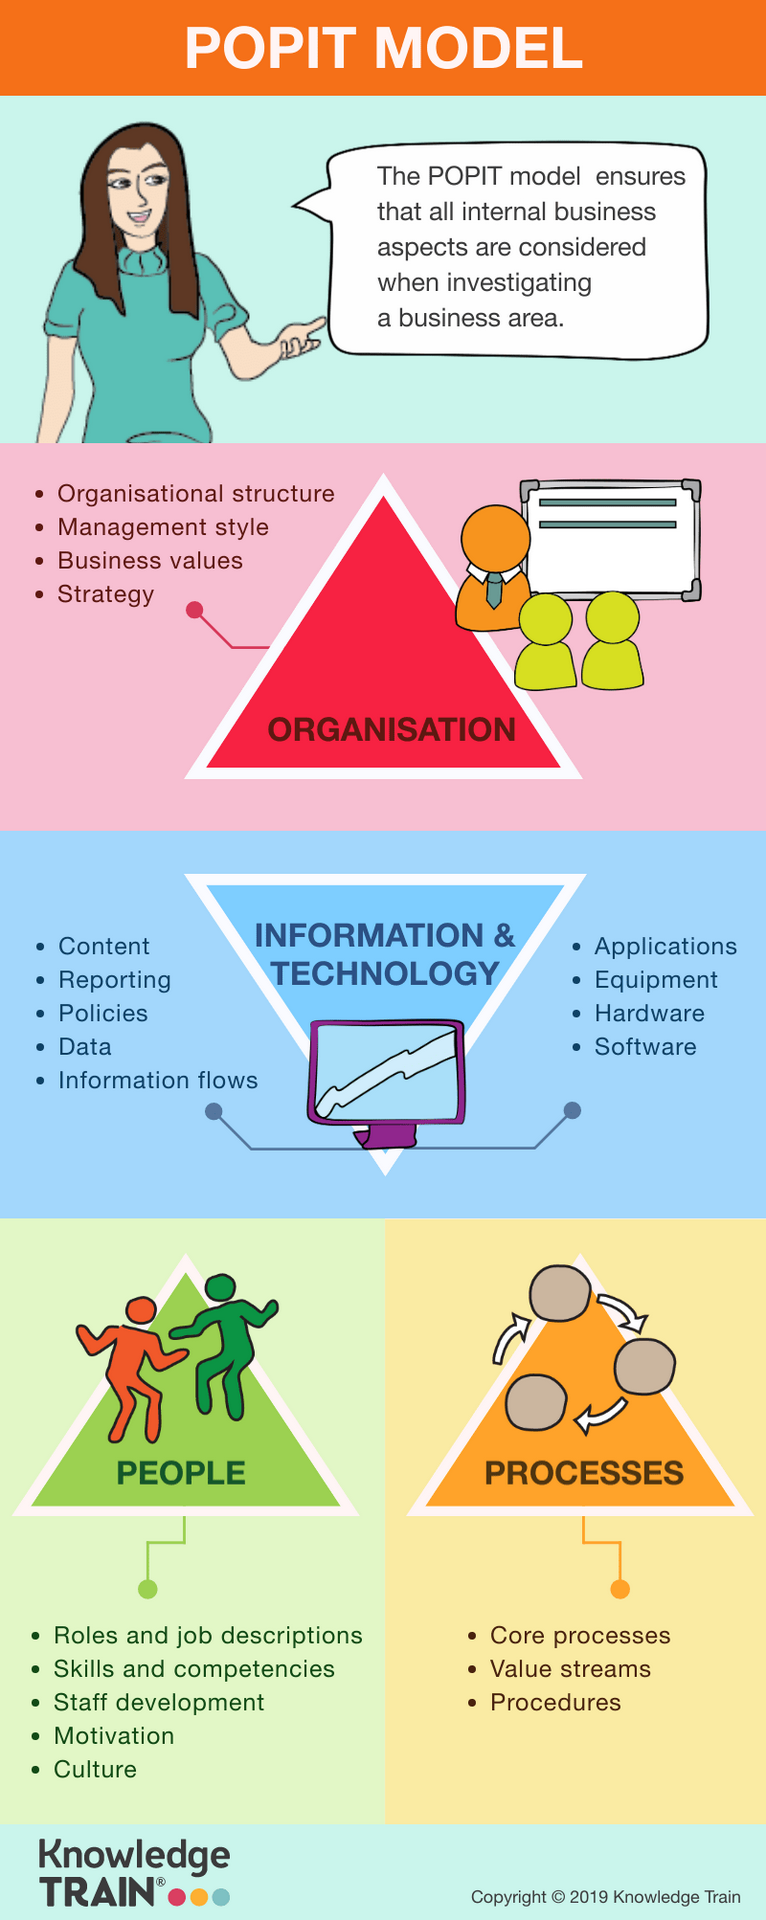 POPIT MODEL
The POPIT model ensures
that all internal business
aspects are considered
when investigating
a business area.
• Organisational structure
• Management style
• Business values
• Strategy
ORGANISATION
INFORMATION &
TECHNOLOGY
• Content
• Reporting
• Policies
• Data
• Information flows
• Applications
• Equipment
• Hardware
• Software
PEOPLE
• Roles and job descriptions
• Skills and competencies
• Staff development
• Motivation
• Culture
PROCESSES
• Core processes
• Value streams
• Procedures
Knowledge
TRAIN®
Copyright © 2019 Knowledge Train